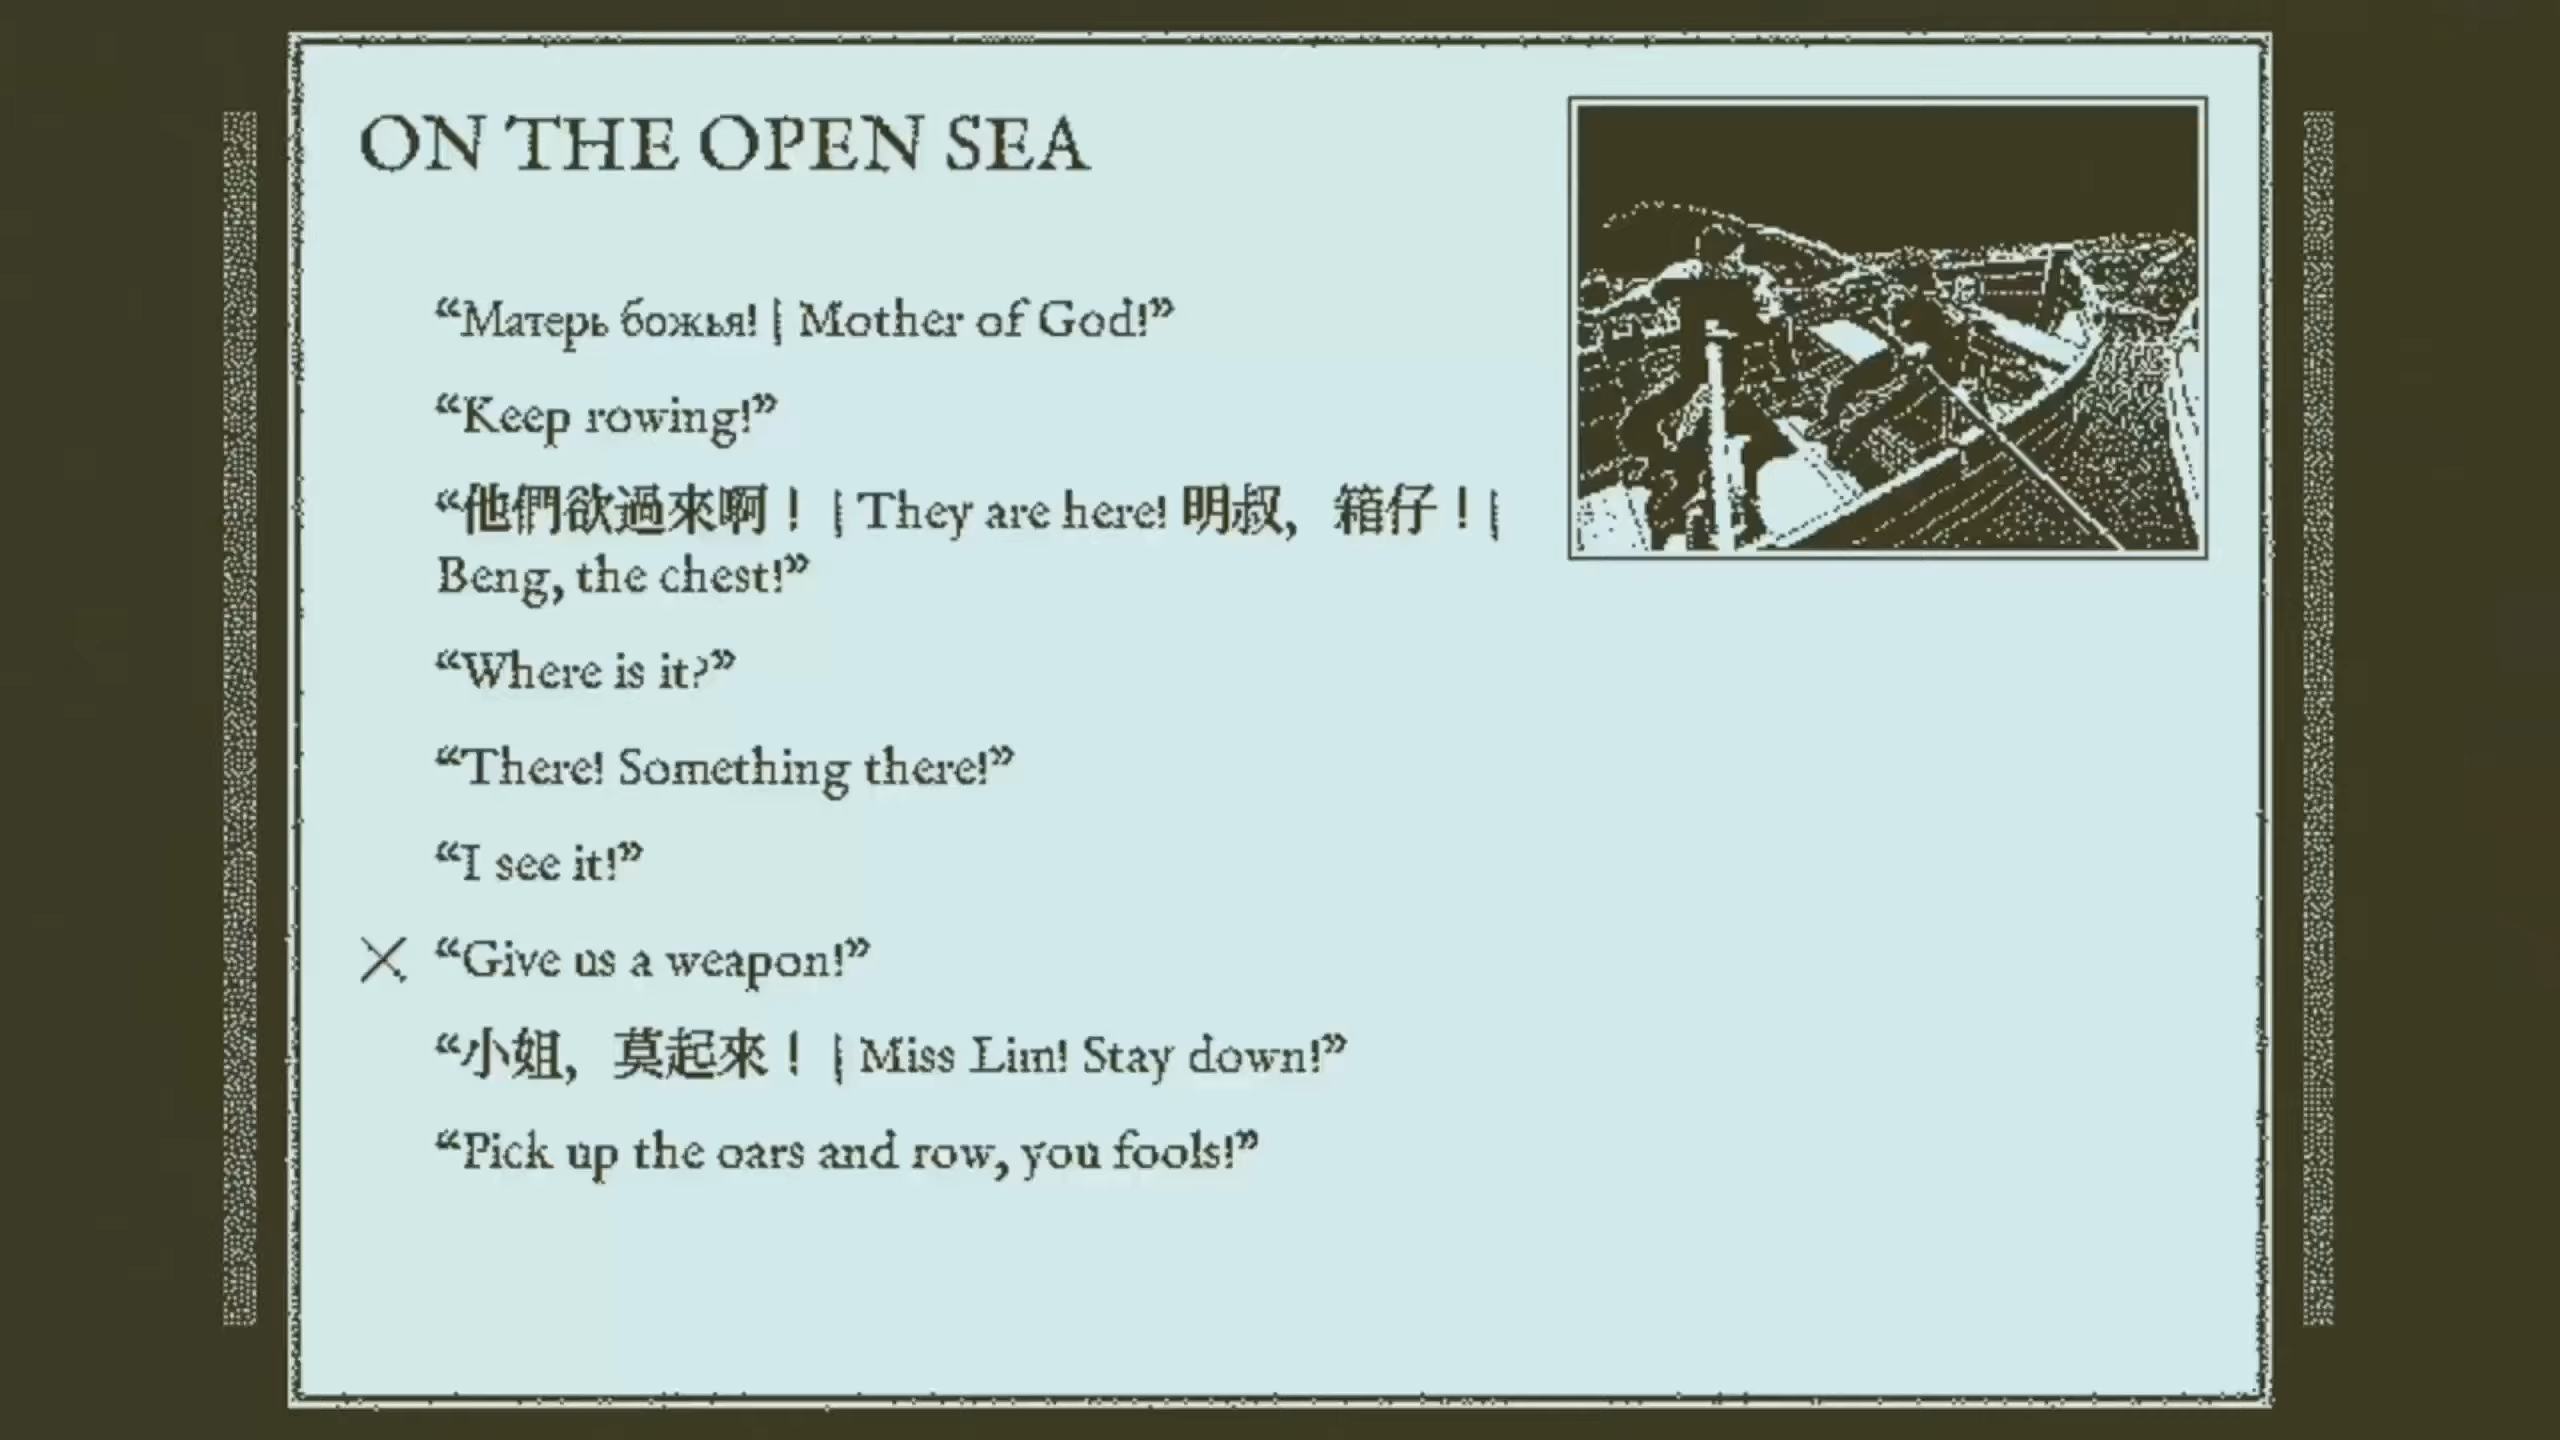 ON THE OPEN SEA
“Матерь божья! | Mother of God!”
“Keep rowing!”
“他們欲過來啊！ | They are here! 明叔，箱仔！|
Beng, the chest!”
“Where is it?”
“There! Something there!”
“I see it!”
“Give us a weapon!”
“小姐，莫起來！ | Miss Lim! Stay down!”
“Pick up the oars and row, you fools!”